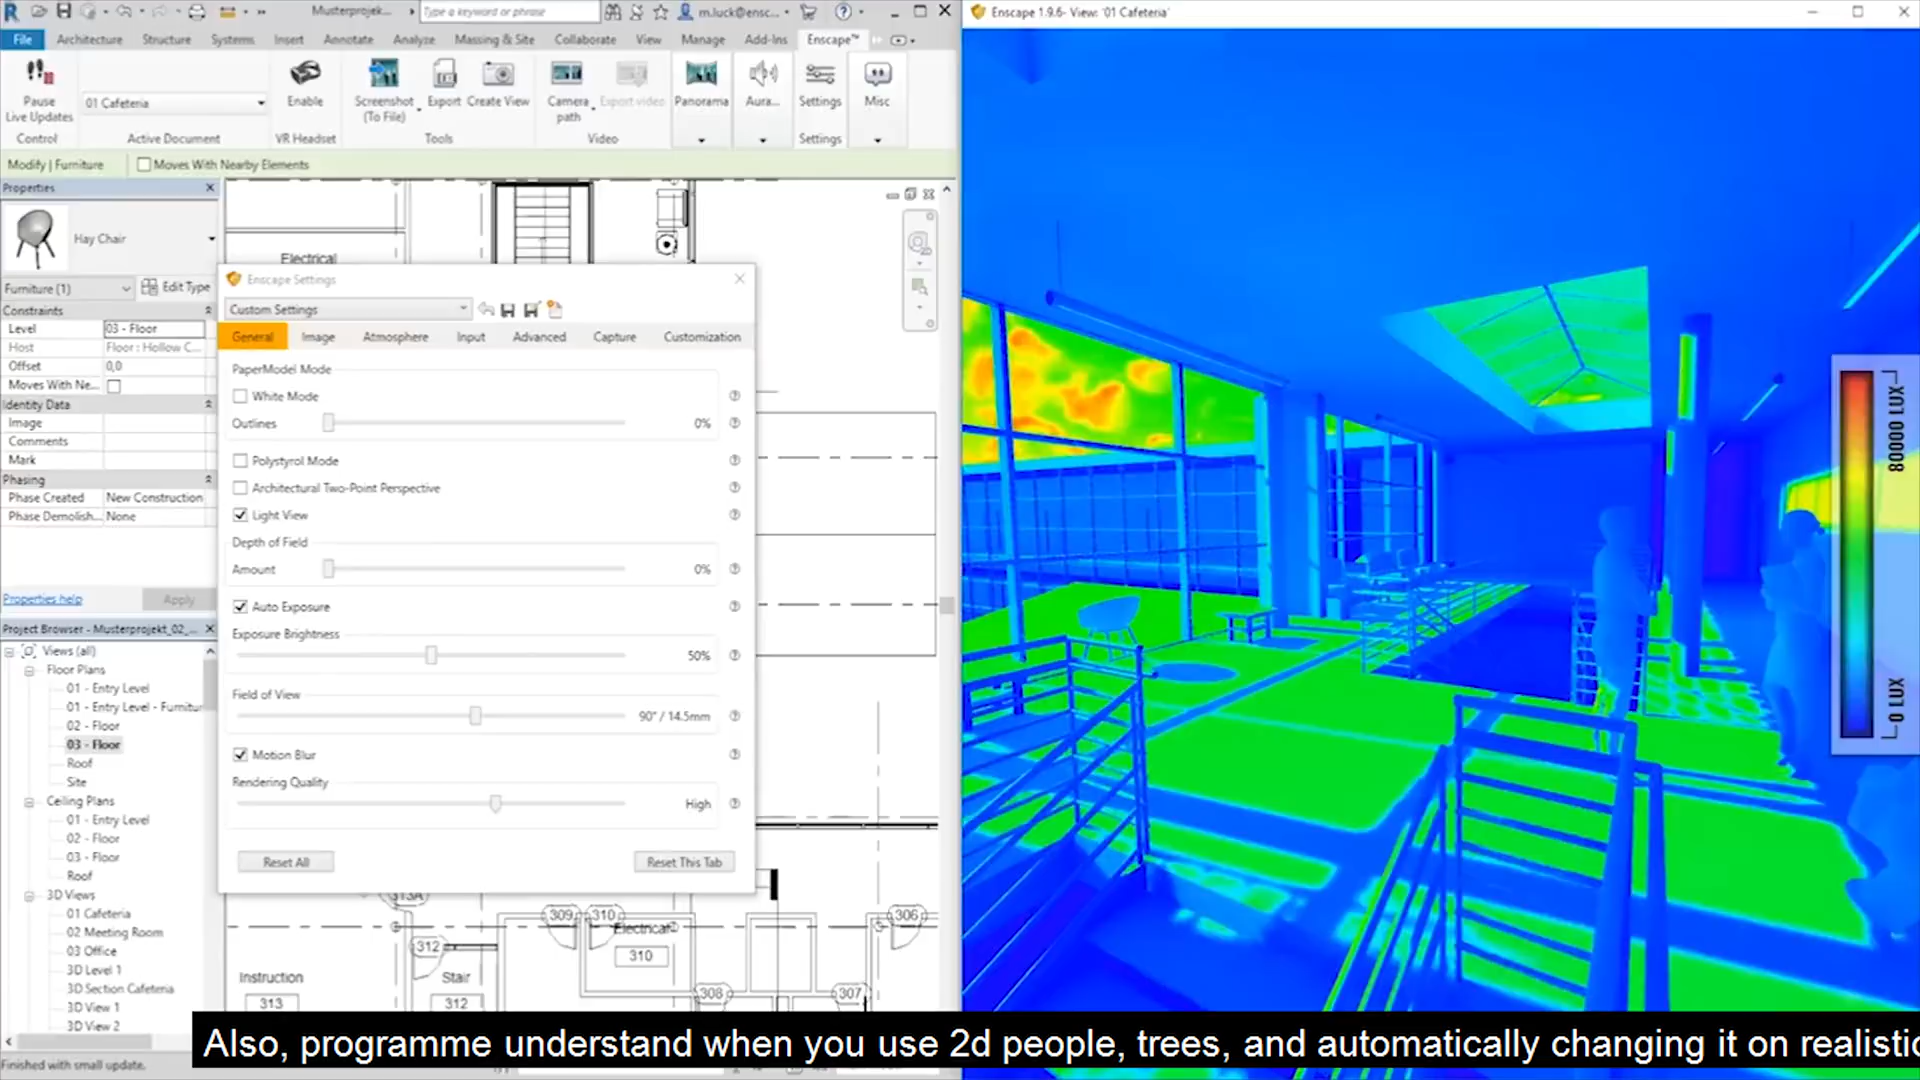 Musterprojek...
Type a keyword or phrase
m.luck@ensc...
Enscape 1.9.6- View: '01 Cafeteria'
File Architecture Structure Systems Insert Annotate Analyze Massing & Site Collaborate View Manage Add-Ins Enscape™
Pause Live Updates
01 Cafeteria
Enable
Screenshot (To File)
Export
Create View
Camera path
Export video
Panorama
Aura...
Settings
Misc
Control
Active Document
VR Headset
Tools
Video
Settings
Modify | Furniture
Moves With Nearby Elements
Properties
Hay Chair
Furniture (1)
Edit Type
Constraints
Level 03 - Floor
Host Floor : Hollow C...
Offset 0,0
Moves With Ne...
Identity Data
Image
Comments
Mark
Phasing
Phase Created New Construction
Phase Demolish... None
Properties help
Apply
Project Browser - Musterprojekt_02_...
Views (all)
Floor Plans
01 - Entry Level
01 - Entry Level - Furnitur
02 - Floor
03 - Floor
Roof
Site
Ceiling Plans
01 - Entry Level
02 - Floor
03 - Floor
Roof
3D Views
01 Cafeteria
02 Meeting Room
03 Office
3D Level 1
3D Section Cafeteria
3D View 1
3D View 2
Finished with small update.
Electrical
Enscape Settings
Custom Settings
General Image Atmosphere Input Advanced Capture Customization
PaperModel Mode
White Mode
Outlines 0%
Polystyrol Mode
Architectural Two-Point Perspective
Light View
Depth of Field
Amount 0%
Auto Exposure
Exposure Brightness
50%
Field of View
90° / 14.5mm
Motion Blur
Rendering Quality
High
Reset All
Reset This Tab
313A
309
310
306
312
Electrical
310
Instruction
313
Stair
312
308
307
80000 LUX
0 LUX
Also, programme understand when you use 2d people, trees, and automatically changing it on realistic